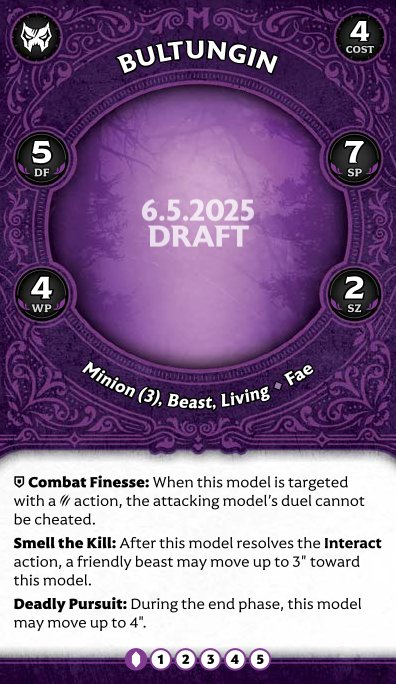 4
COST
BULTUNGIN
5
DF
7
SP
6.5.2025
DRAFT
4
WP
2
SZ
Minion (3), Beast, Living ◆ Fae
Combat Finesse: When this model is targeted
with a action, the attacking model's duel cannot
be cheated.
Smell the Kill: After this model resolves the Interact
action, a friendly beast may move up to 3" toward
this model.
Deadly Pursuit: During the end phase, this model
may move up to 4".
1 2 3 4 5